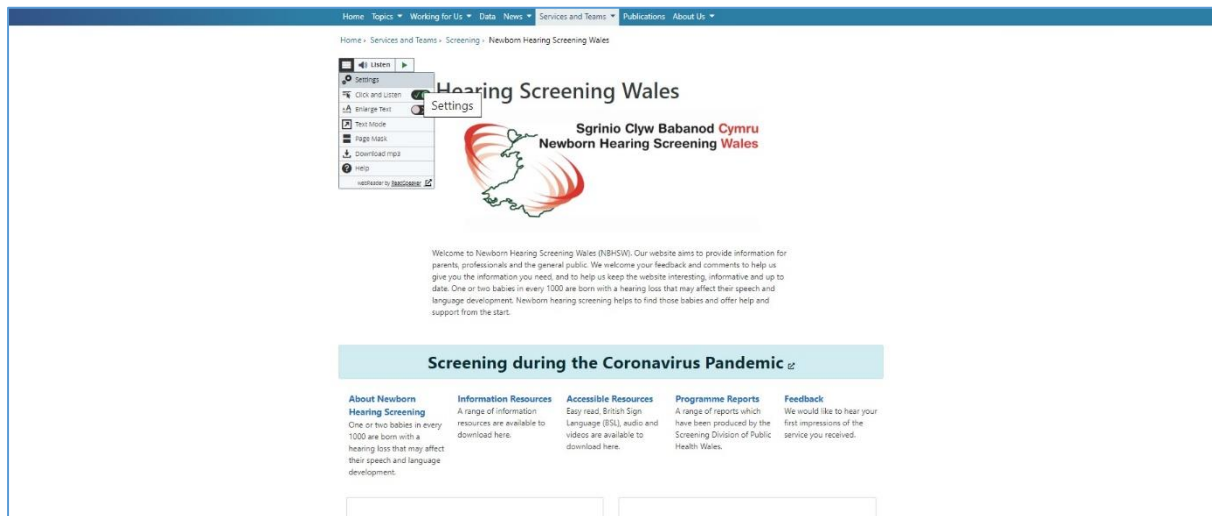 Home Topics Working for Us Data News Services and Teams Publications About Us
Home › Services and Teams › Screening › Newborn Hearing Screening Wales
Listen
Settings
Click and Listen
Enlarge Text
Text Mode
Page Mask
Download mp3
Help
webReader by ReadSpeaker
Settings
Hearing Screening Wales
Sgrinio Clyw Babanod Cymru
Newborn Hearing Screening Wales
Welcome to Newborn Hearing Screening Wales (NBHSW). Our website aims to provide information for
parents, professionals and the general public. We welcome your feedback and comments to help us
give you the information you need, and to help us keep the website interesting, informative and up to
date. One or two babies in every 1000 are born with a hearing loss that may affect their speech and
language development. Newborn hearing screening helps to find those babies and offer help and
support from the start.
Screening during the Coronavirus Pandemic
About Newborn
Hearing Screening
One or two babies in every
1000 are born with a
hearing loss that may affect
their speech and language
development.
Information Resources
A range of information
resources are available to
download here.
Accessible Resources
Easy read, British Sign
Language (BSL), audio and
videos are available to
download here.
Programme Reports
A range of reports which
have been produced by the
Screening Division of Public
Health Wales.
Feedback
We would like to hear your
first impressions of the
service you received.